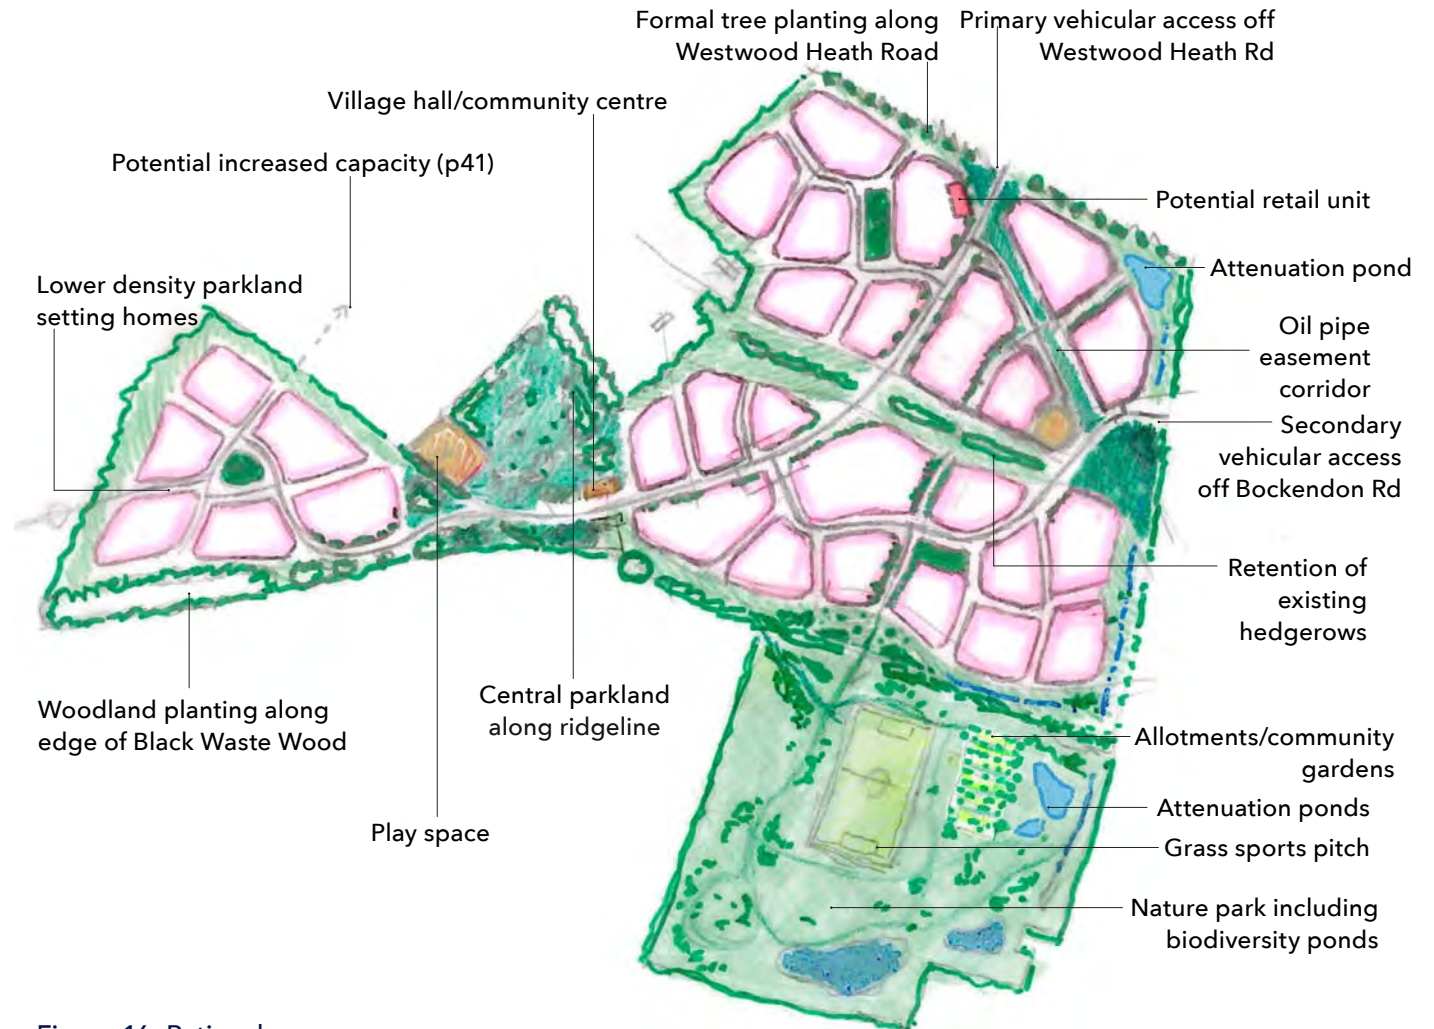 Formal tree planting along
Westwood Heath Road
Primary vehicular access off
Westwood Heath Rd
Village hall/community centre
Potential increased capacity (p41)
Potential retail unit
Attenuation pond
Lower density parkland
setting homes
Oil pipe
easement
corridor
Secondary
vehicular access
off Bockendon Rd
Retention of
existing
hedgerows
Central parkland
along ridgeline
Woodland planting along
edge of Black Waste Wood
Allotments/community
gardens
Attenuation ponds
Play space
Grass sports pitch
Nature park including
biodiversity ponds